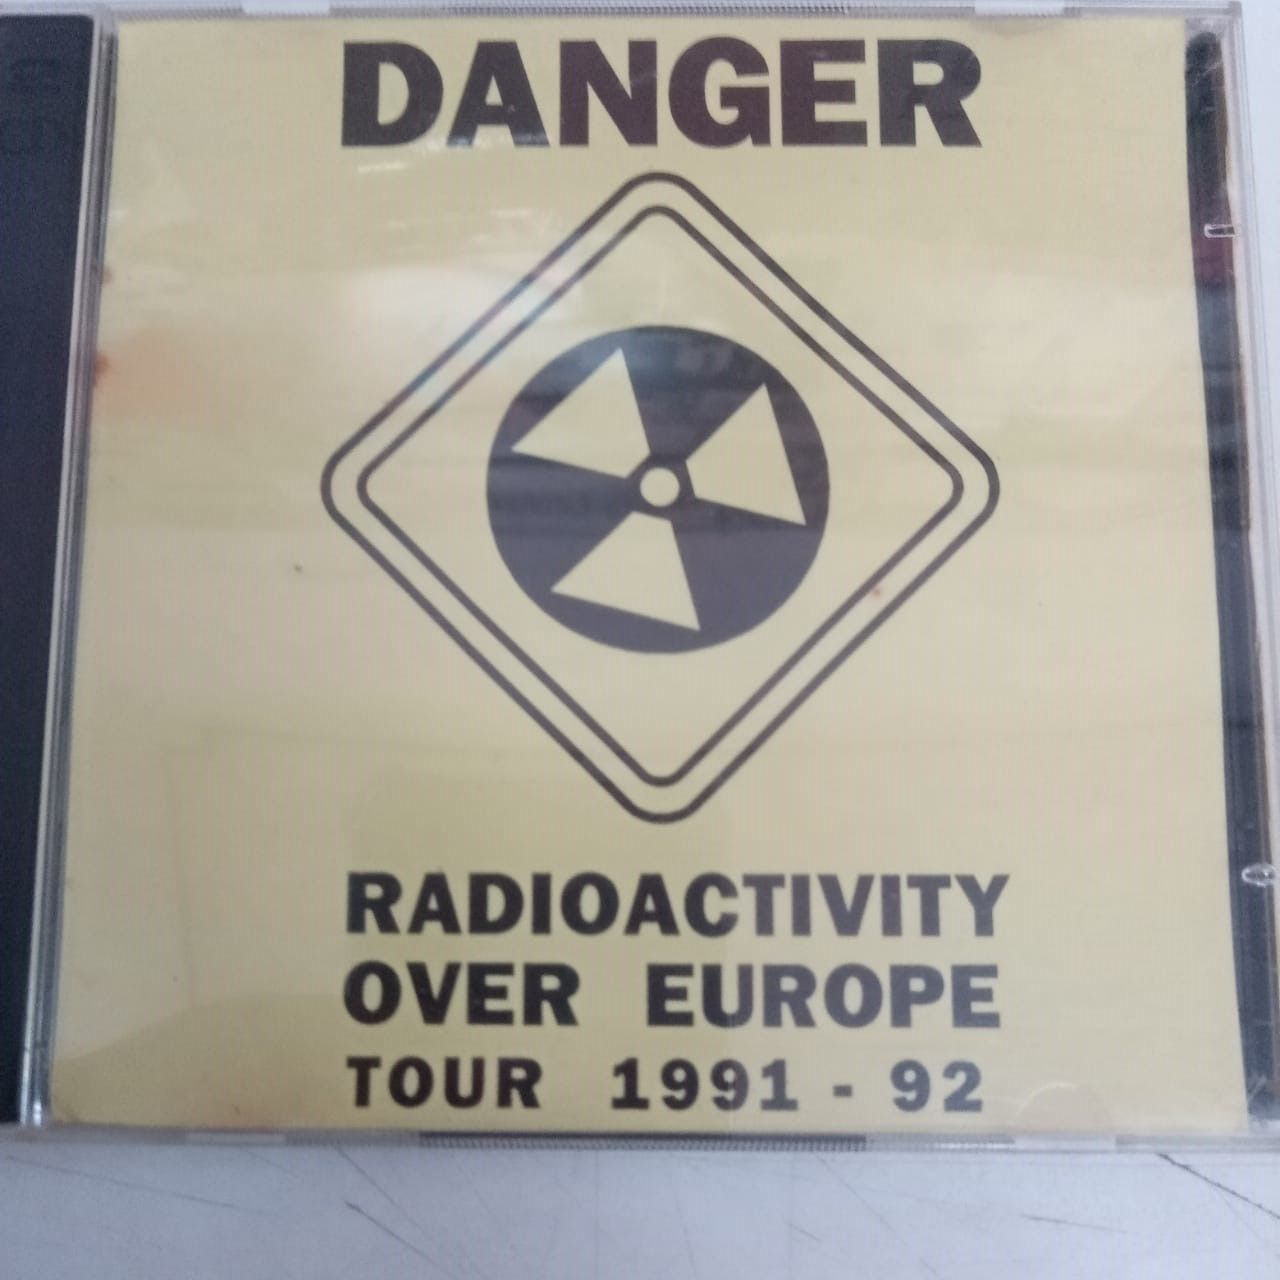 DANGER
RADIOACTIVITY
OVER EUROPE
TOUR 1991 - 92